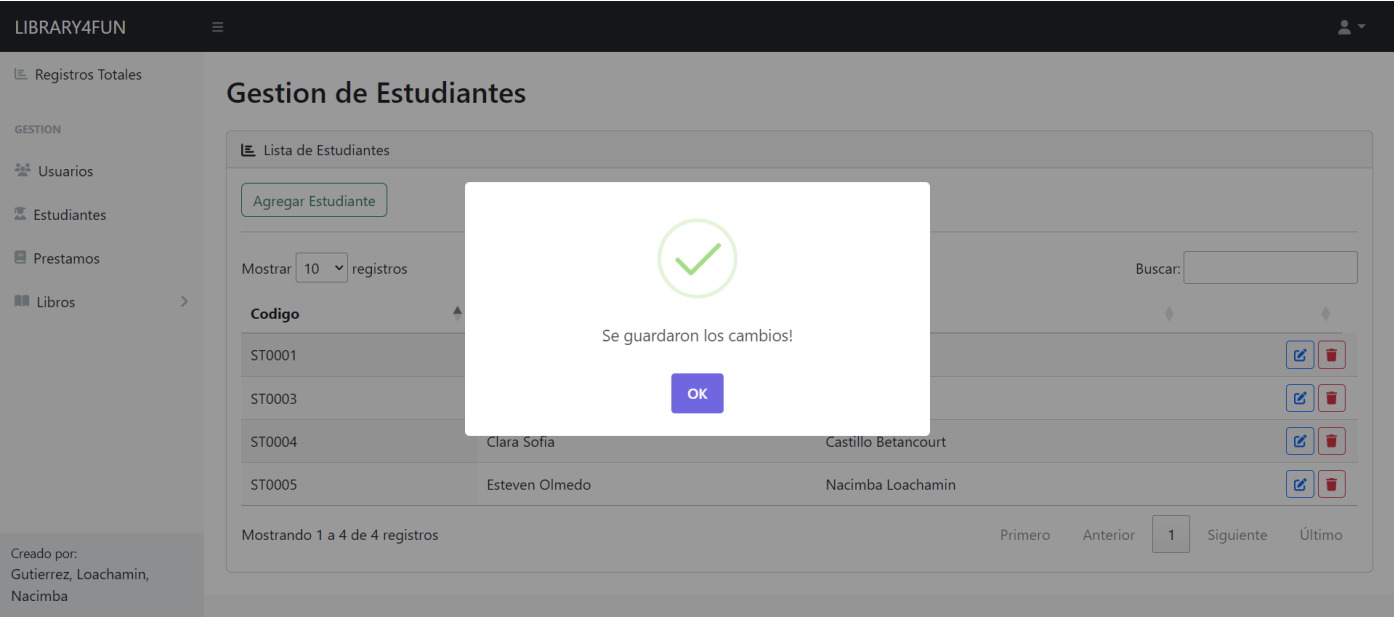 LIBRARY4FUN
Registros Totales
GESTION
Usuarios
Estudiantes
Prestamos
Libros
Creado por:
Gutierrez, Loachamin,
Nacimba
Gestion de Estudiantes
Lista de Estudiantes
Agregar Estudiante
Mostrar 10 registros
Buscar:
Codigo
ST0001
ST0003
ST0004 Clara Sofia Castillo Betancourt
ST0005 Esteven Olmedo Nacimba Loachamin
Mostrando 1 a 4 de 4 registros
Primero Anterior 1 Siguiente Último
Se guardaron los cambios!
OK